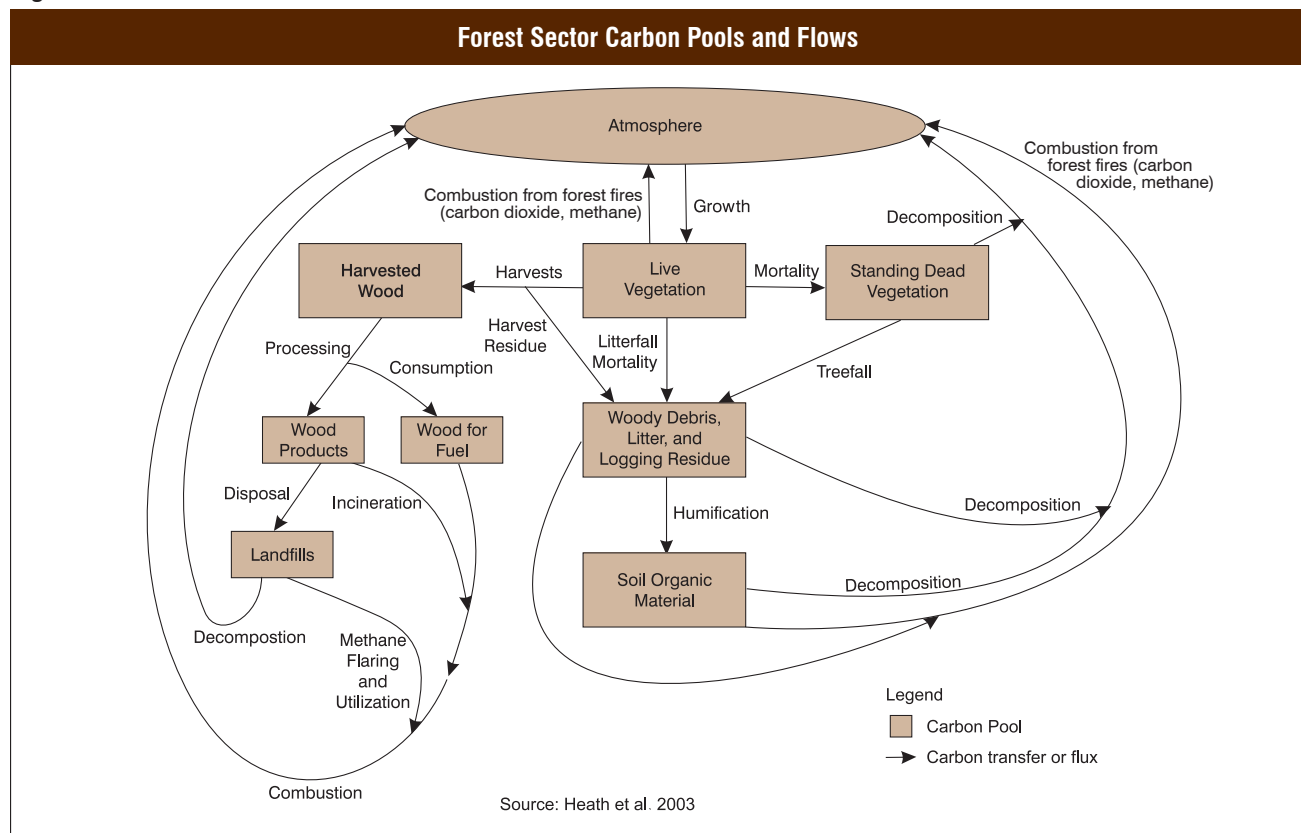 Forest Sector Carbon Pools and Flows
Atmosphere
Combustion from
forest fires (carbon
dioxide, methane)
Combustion from forest fires
(carbon dioxide, methane)
Growth
Decomposition
Harvested
Wood
Harvests
Live
Vegetation
Mortality
Standing Dead
Vegetation
Harvest
Residue
Litterfall
Mortality
Processing
Consumption
Treefall
Wood
Products
Wood for
Fuel
Woody Debris,
Litter, and
Logging Residue
Disposal
Incineration
Decomposition
Humification
Landfills
Soil Organic
Material
Decomposition
Decompostion
Methane
Flaring
and
Utilization
Legend
Carbon Pool
Carbon transfer or flux
Combustion
Source: Heath et al. 2003